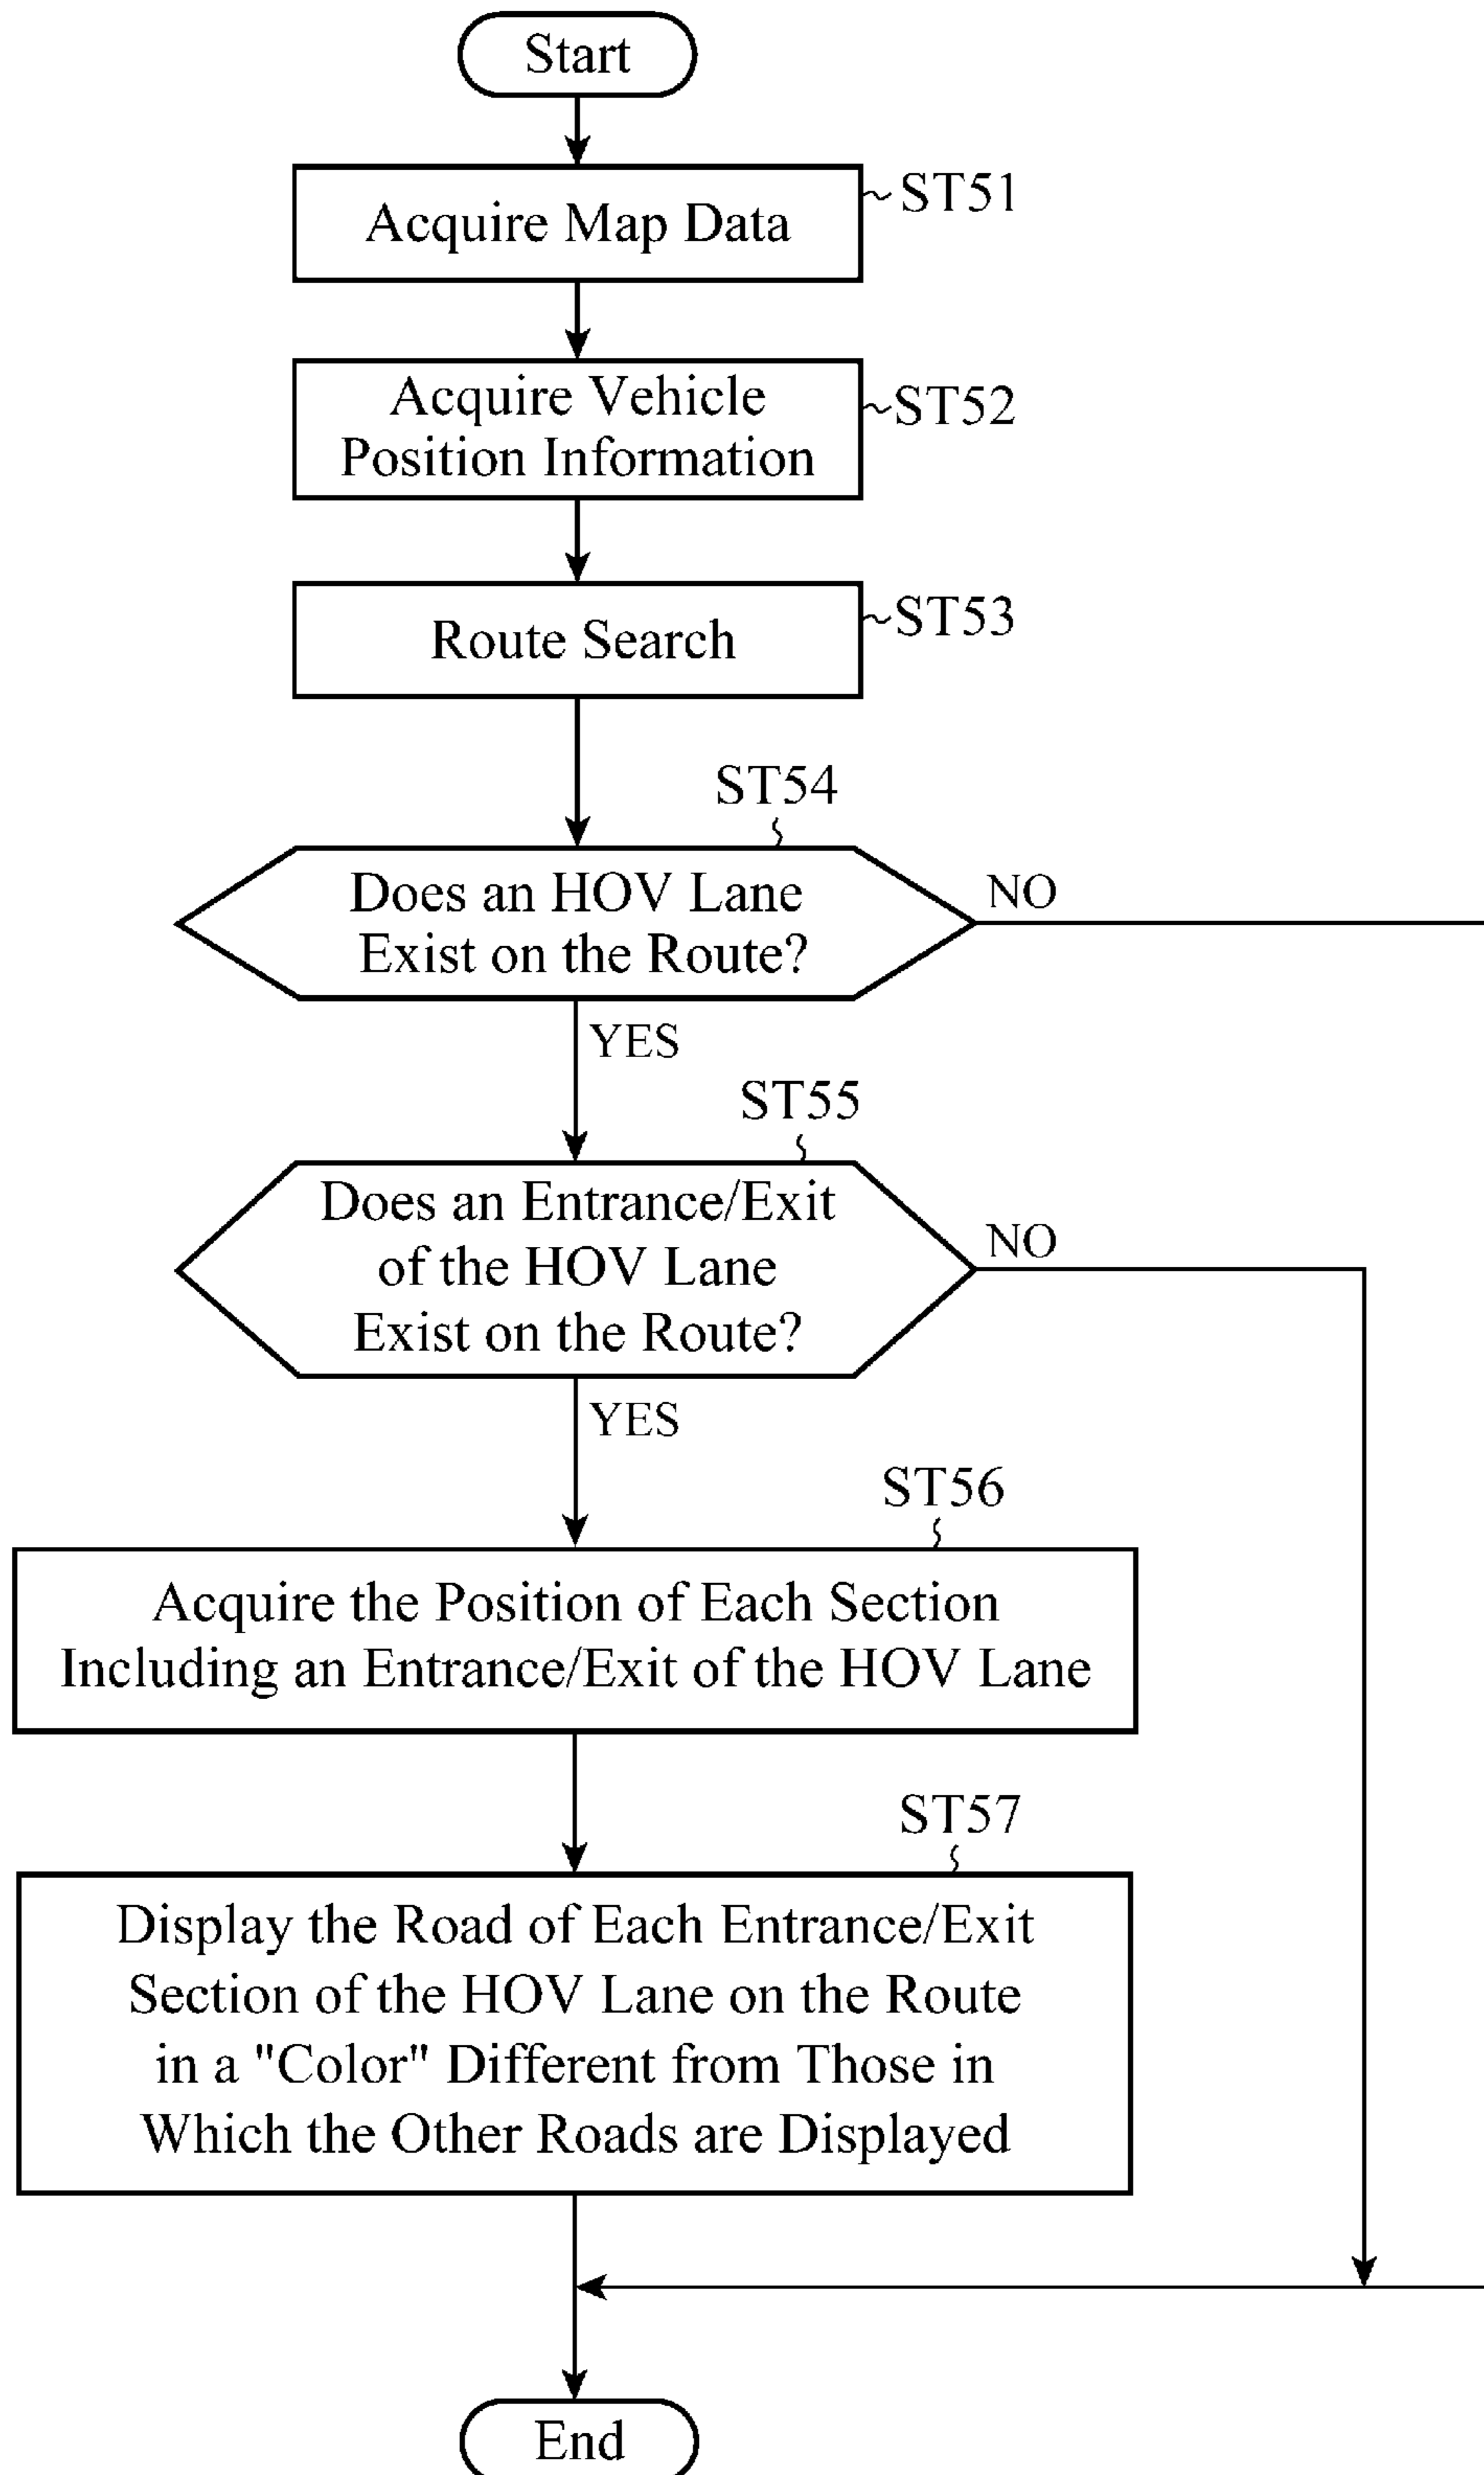 Start
Acquire Map Data
ST51
Acquire Vehicle
Position Information
ST52
Route Search
ST53
ST54
Does an HOV Lane
Exist on the Route?
NO
YES
ST55
Does an Entrance/Exit
of the HOV Lane
Exist on the Route?
NO
YES
ST56
Acquire the Position of Each Section
Including an Entrance/Exit of the HOV Lane
ST57
Display the Road of Each Entrance/Exit
Section of the HOV Lane on the Route
in a "Color" Different from Those in
Which the Other Roads are Displayed
End